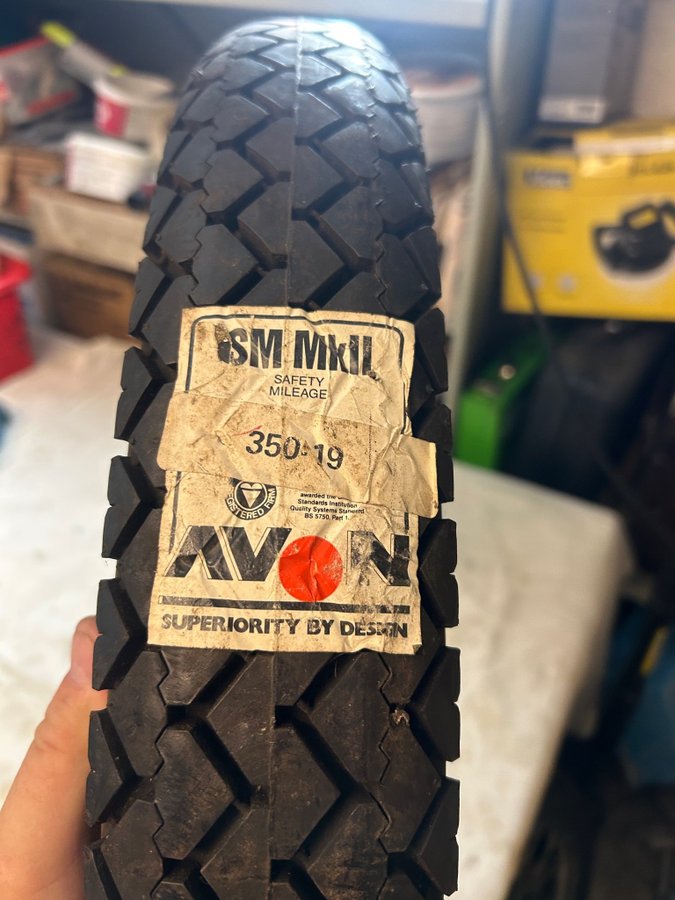 SM MkII
SAFETY
MILEAGE
350-19
REGISTERED FIRM
awarded the
Standards Institution
Quality Systems Standard
BS 5750. Part 1.
AVON
SUPERIORITY BY DESIGN